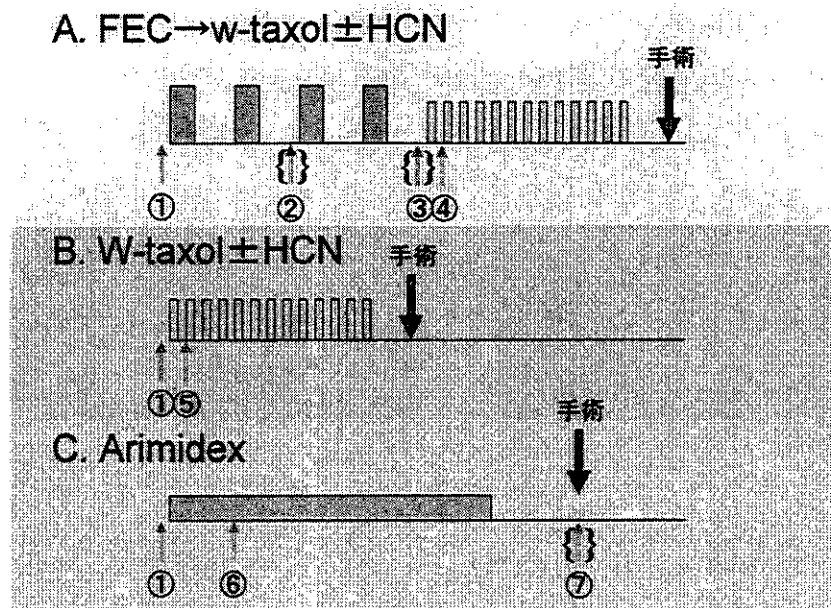 A. FEC→w-taxol±HCN
手術
{} {}
① ② ③④
B. W-taxol±HCN
手術
①⑤
手術
C. Arimidex
{}
① ⑥ ⑦